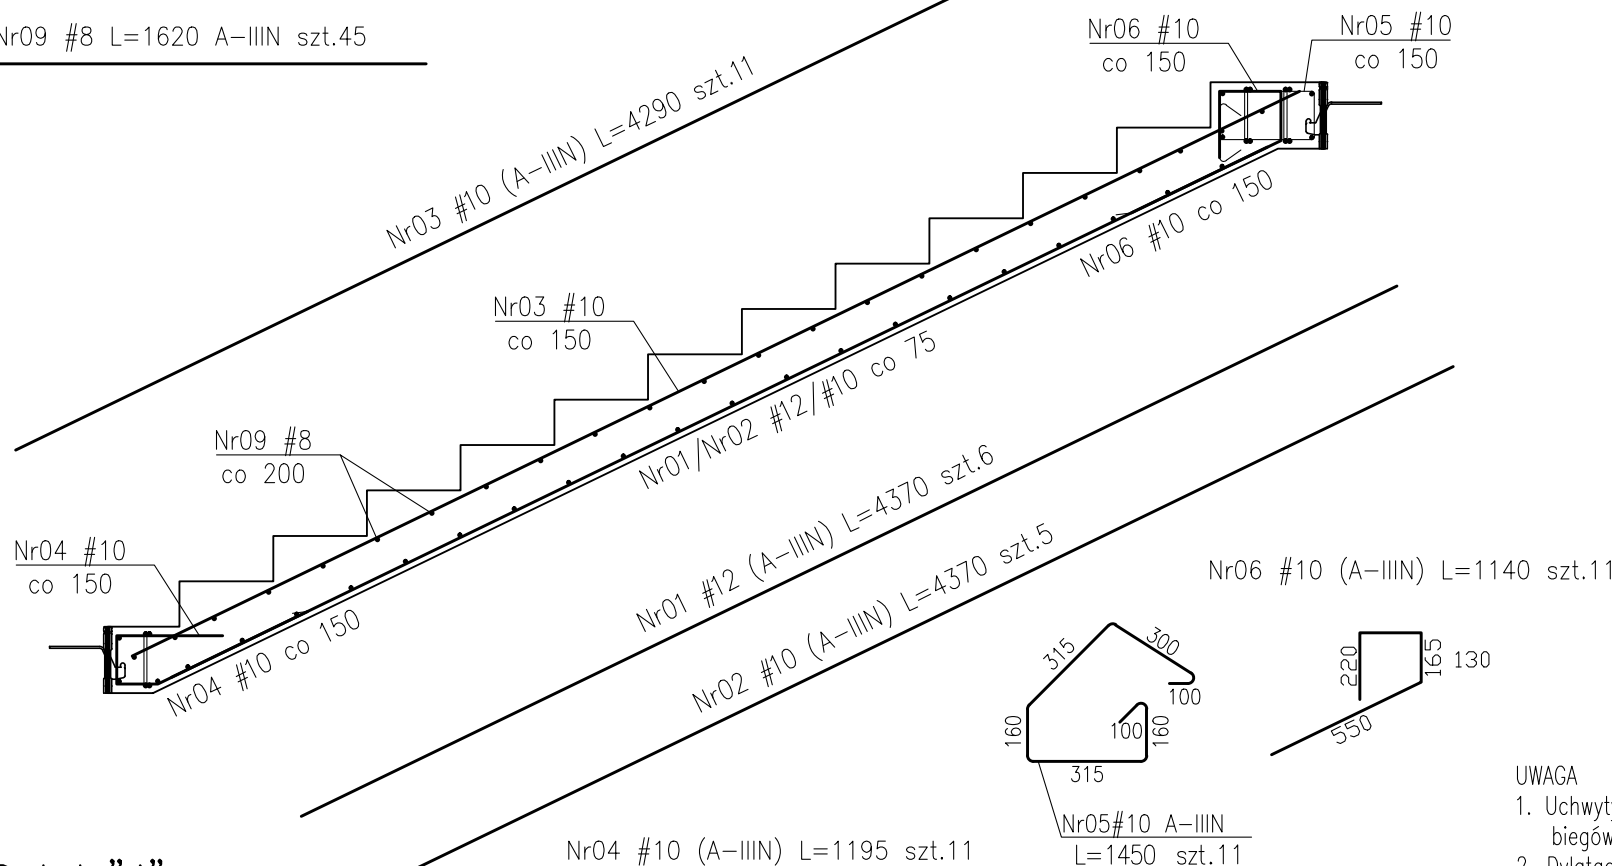 Nr09 #8 L=1620 A-IIIN szt.45
Nr03 #10 (A-IIIN) L=4290 szt.11
Nr06 #10
co 150
Nr05 #10
co 150
Nr03 #10
co 150
Nr06 #10 co 150
Nr01/Nr02 #12/#10 co 75
Nr09 #8
co 200
Nr04 #10
co 150
Nr04 #10 co 150
Nr01 #12 (A-IIIN) L=4370 szt.6
Nr02 #10 (A-IIIN) L=4370 szt.5
Nr06 #10 (A-IIIN) L=1140 szt.11
315
300
100
160
100
160
315
Nr05#10 A-IIIN
L=1450 szt.11
220
165
130
550
Nr04 #10 (A-IIIN) L=1195 szt.11
UWAGA
1. Uchwyty
biegów
2.